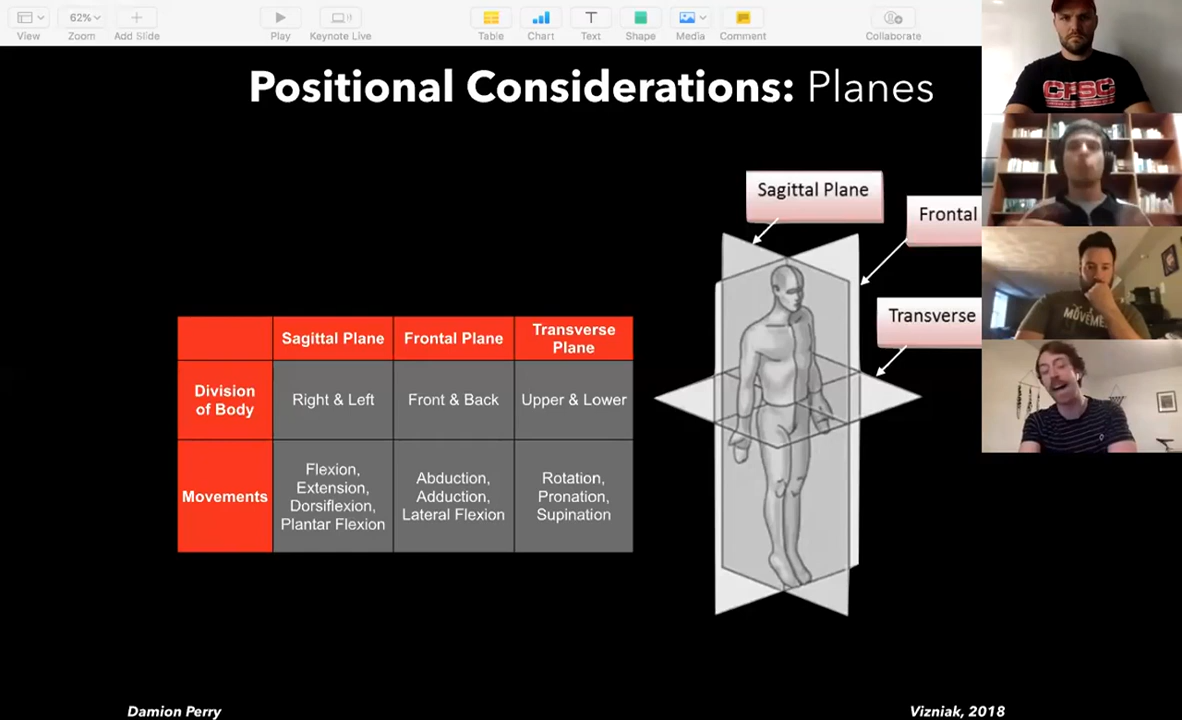 62%
View
Zoom
Add Slide
Play
Keynote Live
Table
Chart
Text
Shape
Media
Comment
Collaborate
T
Positional Considerations: Planes
CFSC
MOVEME
Sagittal Plane
Frontal
Transverse
Sagittal Plane
Frontal Plane
Transverse
Plane
Division
of Body
Right & Left
Front & Back
Upper & Lower
Movements
Flexion,
Extension,
Dorsiflexion,
Plantar Flexion
Abduction,
Adduction,
Lateral Flexion
Rotation,
Pronation,
Supination
Damion Perry
Vizniak, 2018